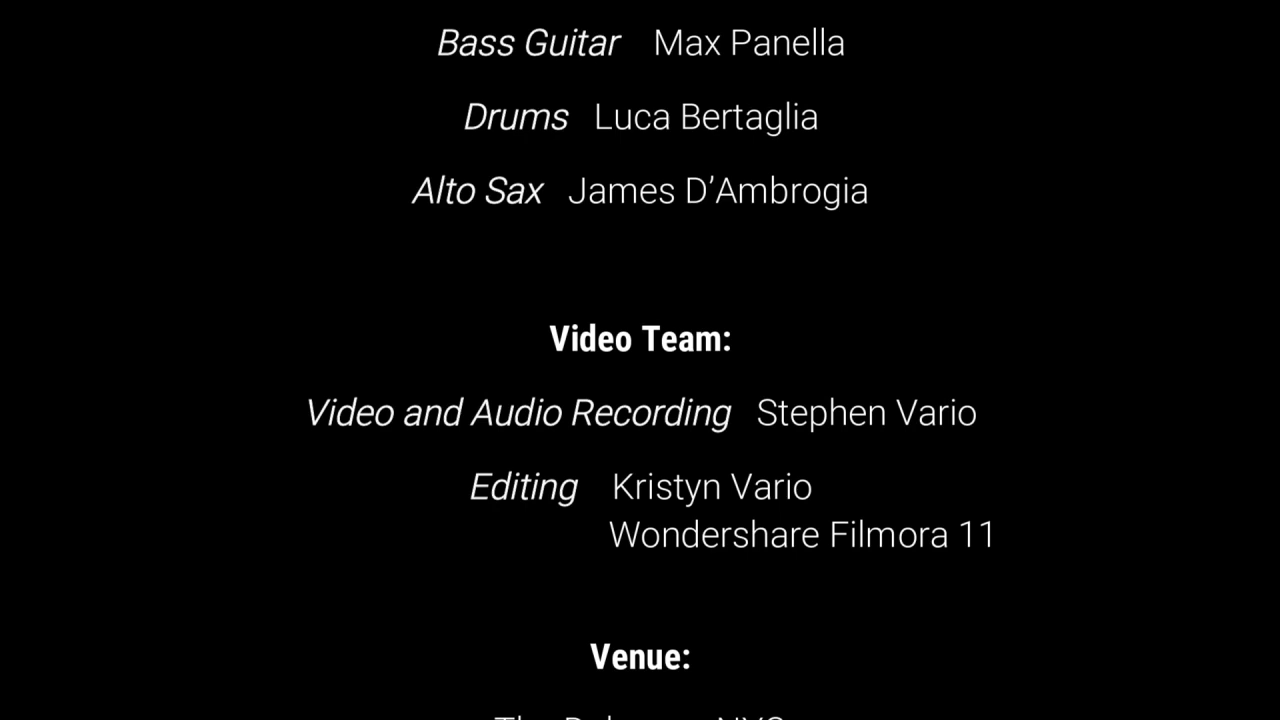 Bass Guitar Max Panella
Drums Luca Bertaglia
Alto Sax James D’Ambrogia
Video Team:
Video and Audio Recording Stephen Vario
Editing Kristyn Vario
Wondershare Filmora 11
Venue: